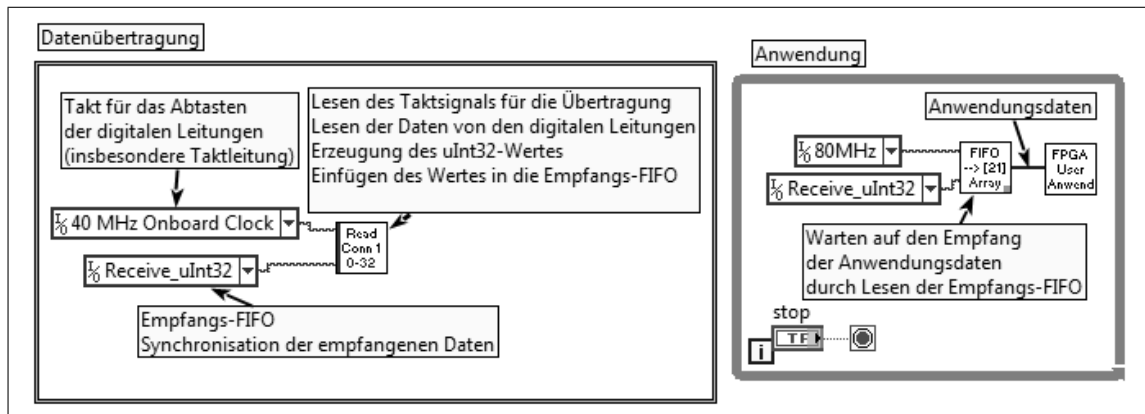 Datenübertragung
Takt für das Abtasten
der digitalen Leitungen
(insbesondere Taktleitung)
Lesen des Taktsignals für die Übertragung
Lesen der Daten von den digitalen Leitungen
Erzeugung des uInt32-Wertes
Einfügen des Wertes in die Empfangs-FIFO
I/O 40 MHz Onboard Clock
Read
Conn 1
0-32
I/O Receive_uInt32
Empfangs-FIFO
Synchronisation der empfangenen Daten
Anwendung
Anwendungsdaten
I/O 80MHz
I/O Receive_uInt32
FIFO
--> [21]
Array
FPGA
User
Anwend
Warten auf den Empfang
der Anwendungsdaten
durch Lesen der Empfangs-FIFO
stop
TF
i